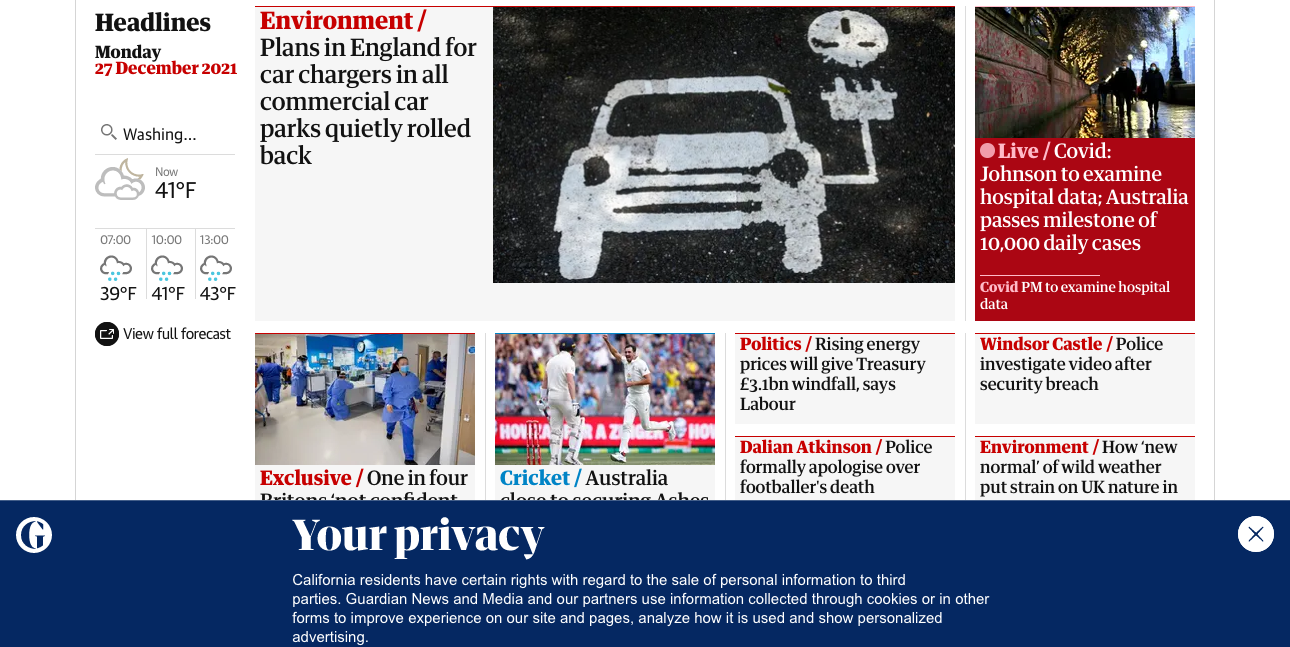 Headlines
Monday
27 December 2021
Washing...
Now
41°F
07:00
39°F
10:00
41°F
13:00
43°F
View full forecast
Environment /
Plans in England for
car chargers in all
commercial car
parks quietly rolled
back
Live / Covid:
Johnson to examine
hospital data; Australia
passes milestone of
10,000 daily cases
Covid PM to examine hospital
data
Exclusive / One in four
Britons ‘not confident
HOW
FOR A ZINGER
HOW
Cricket / Australia
close to securing Ashes
Politics / Rising energy
prices will give Treasury
£3.1bn windfall, says
Labour
Dalian Atkinson / Police
formally apologise over
footballer's death
Windsor Castle / Police
investigate video after
security breach
Environment / How ‘new
normal’ of wild weather
put strain on UK nature in
G
Your privacy
California residents have certain rights with regard to the sale of personal information to third
parties. Guardian News and Media and our partners use information collected through cookies or in other
forms to improve experience on our site and pages, analyze how it is used and show personalized
advertising.